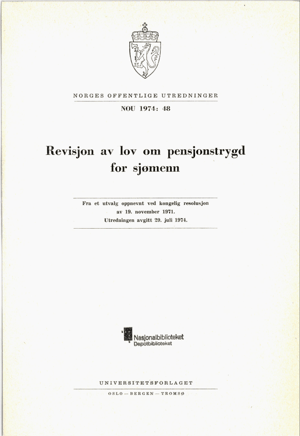 NORGES OFFENTLIGE UTREDNINGER
NOU 1974: 48
Revisjon av lov om pensjonstrygd
for sjømenn
Fra et utvalg oppnevnt ved kongelig resolusjon
av 19. november 1971.
Utredningen avgitt 29. juli 1974.
Nasjonalbiblioteket
Depotbiblioteket
UNIVERSITETSFORLAGET
OSLO — BERGEN — TROMSØ